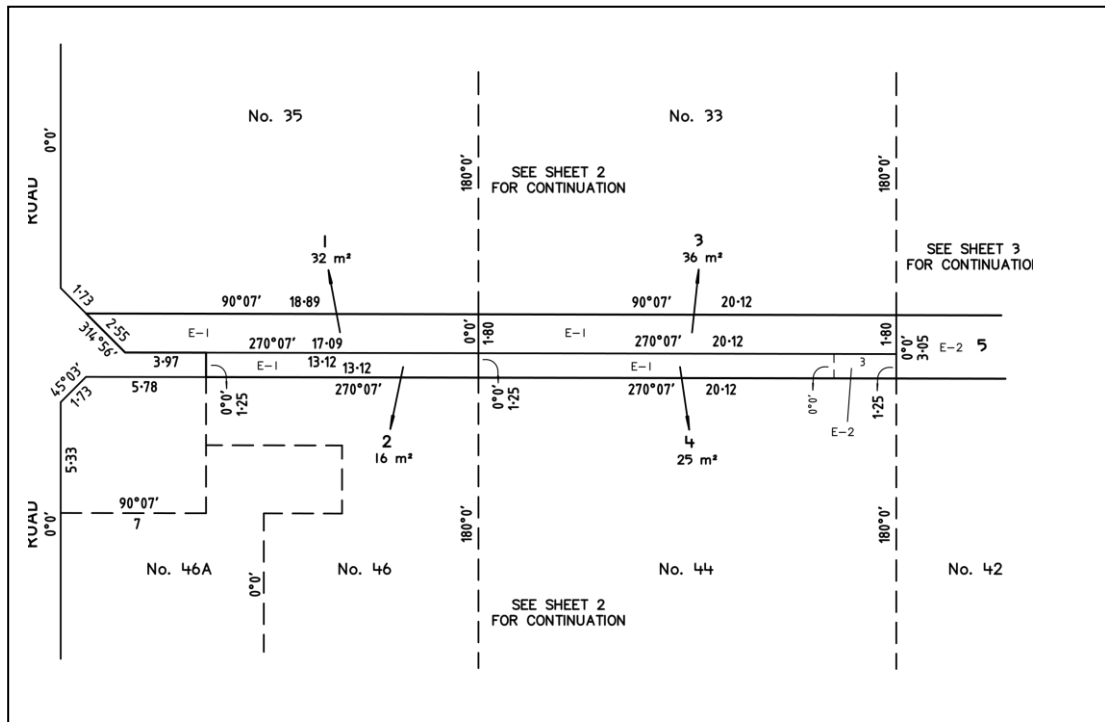 No. 35
No. 33
0°0'
ROAD
180°0'
180°0'
SEE SHEET 2
FOR CONTINUATION
SEE SHEET 3
FOR CONTINUATION
1
32 m²
3
36 m²
1·73
90°07' 18·89
90°07' 20·12
2·55
314°56'
E-1
0°0'
1·80
E-1
1·80
270°07' 17·09
270°07' 20·12
0°0'
3·05
E-2 5
3·97
13·12
E-1
13·12
E-1
3
45°03'
1·73
5·78
0°0'
1·25
270°07'
0°0'
1·25
270°07' 20·12
0°0'
1·25
E-2
2
16 m²
4
25 m²
5·33
90°07'
7
ROAD
0°0'
180°0'
180°0'
No. 46A
No. 46
No. 44
No. 42
0°0'
SEE SHEET 2
FOR CONTINUATION